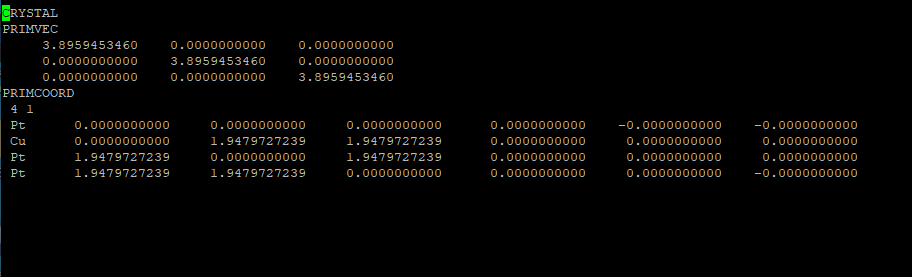 CRYSTAL
PRIMVEC
3.8959453460 0.0000000000 0.0000000000
0.0000000000 3.8959453460 0.0000000000
0.0000000000 0.0000000000 3.8959453460
PRIMCOORD
4 1
Pt 0.0000000000 0.0000000000 0.0000000000 0.0000000000 -0.0000000000 -0.0000000000
Cu 0.0000000000 1.9479727239 1.9479727239 0.0000000000 0.0000000000 0.0000000000
Pt 1.9479727239 0.0000000000 1.9479727239 0.0000000000 0.0000000000 0.0000000000
Pt 1.9479727239 1.9479727239 0.0000000000 0.0000000000 0.0000000000 -0.0000000000